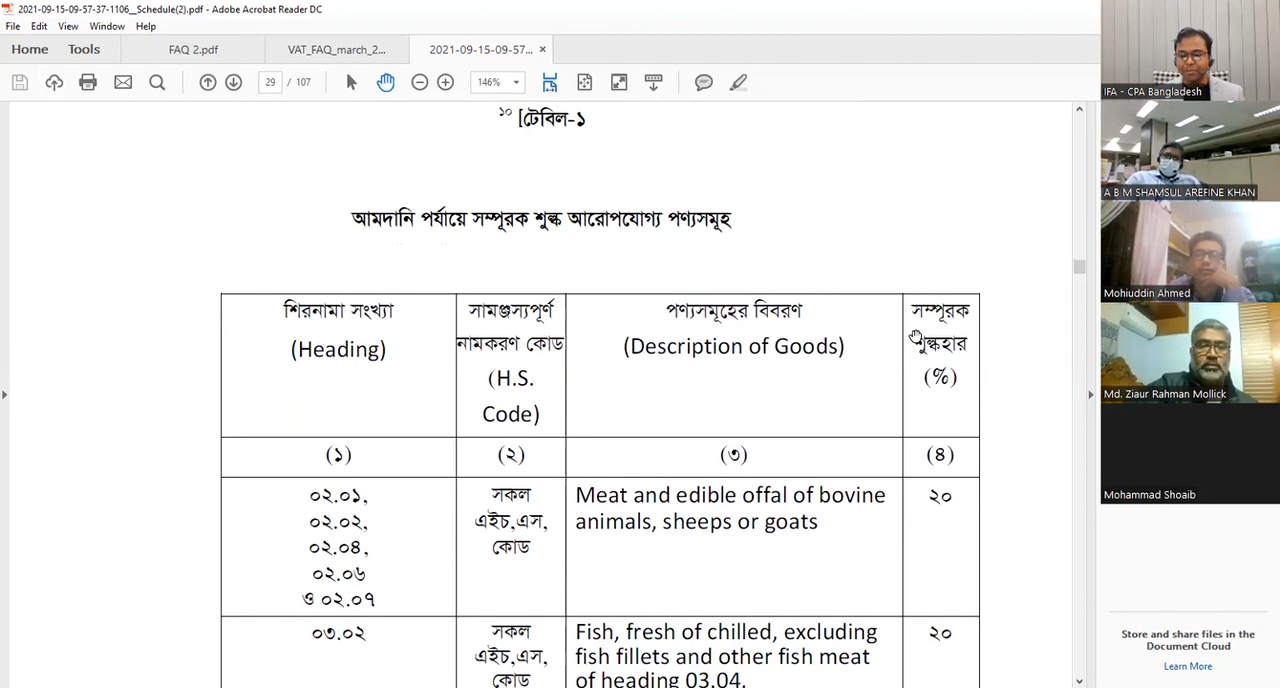 2021-09-15-09-57-37-1106__Schedule(2).pdf - Adobe Acrobat Reader DC
File Edit View Window Help
Home Tools FAQ 2.pdf VAT_FAQ_march_2... 2021-09-15-09-57... ×
29 / 107 146%
১০ [টেবিল-১
আমদানি পর্যায়ে সম্পূরক শুল্ক আরোপযোগ্য পণ্যসমূহ
শিরনামা সংখ্যা
(Heading)
সামঞ্জস্যপূর্ণ
নামকরণ কোড
(H.S.
Code)
পণ্যসমূহের বিবরণ
(Description of Goods)
সম্পূরক
শুল্কহার
(%)
(১) (২) (৩) (৪)
০২.০১,
০২.০২,
০২.০৪,
০২.০৬
ও ০২.০৭
সকল
এইচ,এস,
কোড
Meat and edible offal of bovine
animals, sheeps or goats
২০
০৩.০২
সকল
এইচ,এস,
কোড
Fish, fresh of chilled, excluding
fish fillets and other fish meat
of heading 03.04.
২০
IFA - CPA Bangladesh
A B M SHAMSUL AREFINE KHAN
Mohiuddin Ahmed
Md. Ziaur Rahman Mollick
Mohammad Shoaib
Store and share files in the
Document Cloud
Learn More